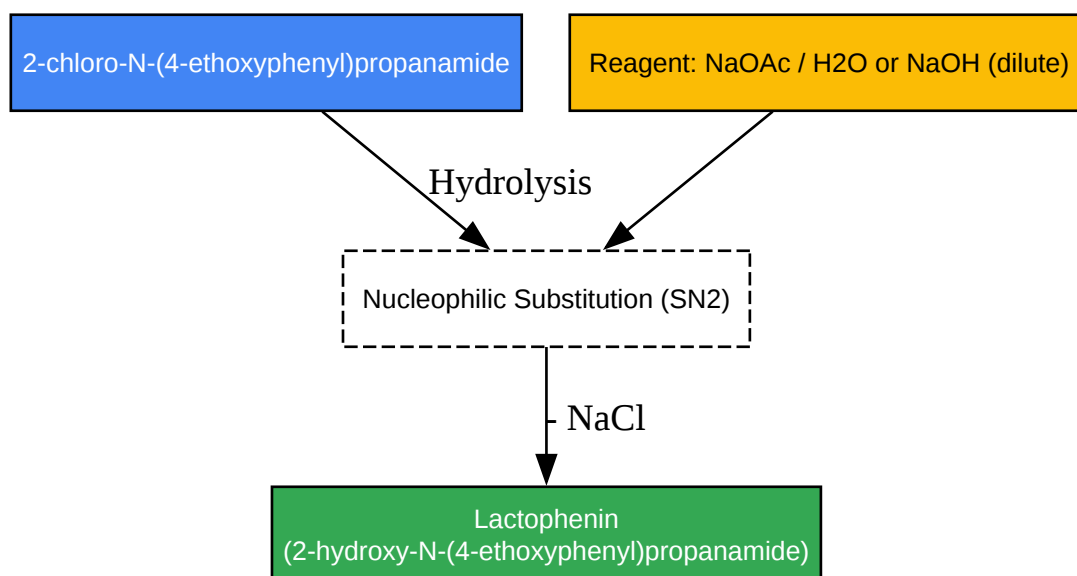 2-chloro-N-(4-ethoxyphenyl)propanamide
Reagent: NaOAc / H2O or NaOH (dilute)
Hydrolysis
Nucleophilic Substitution (SN2)
- NaCl
Lactophenin
(2-hydroxy-N-(4-ethoxyphenyl)propanamide)